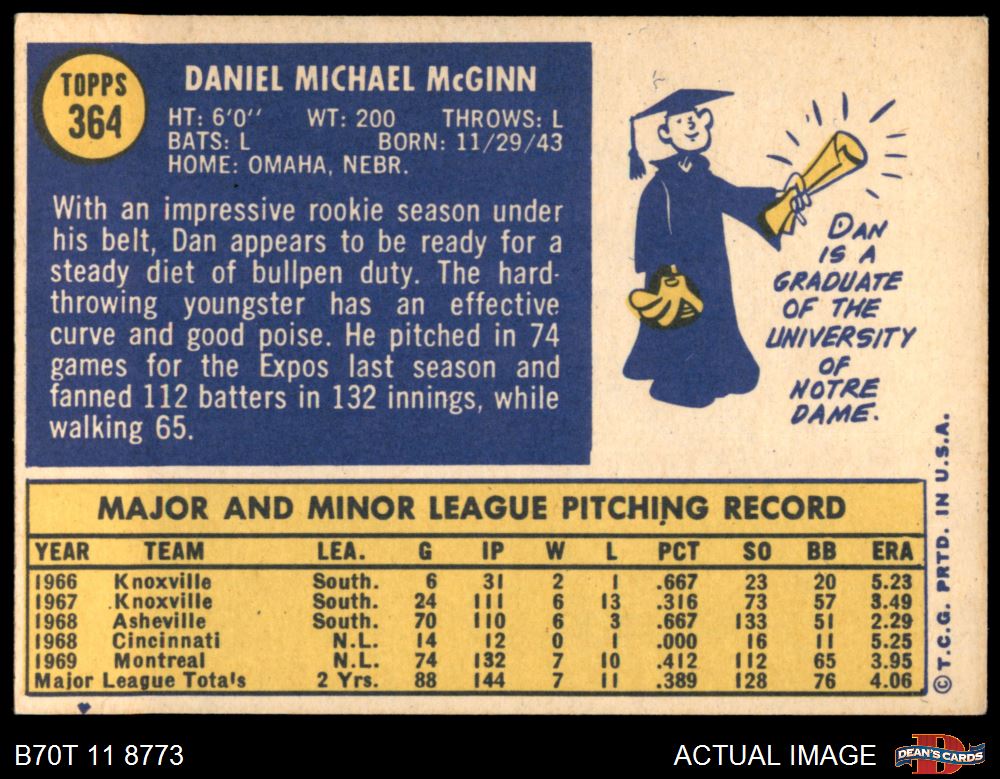 TOPPS
364
DANIEL MICHAEL McGINN
HT: 6'0" WT: 200 THROWS: L
BATS: L BORN: 11/29/43
HOME: OMAHA, NEBR.
With an impressive rookie season under
his belt, Dan appears to be ready for a
steady diet of bullpen duty. The hard-
throwing youngster has an effective
curve and good poise. He pitched in 74
games for the Expos last season and
fanned 112 batters in 132 innings, while
walking 65.
DAN
IS A
GRADUATE
OF THE
UNIVERSITY
OF
NOTRE
DAME.
MAJOR AND MINOR LEAGUE PITCHING RECORD
YEAR TEAM LEA. G IP W L PCT SO BB ERA
1966 Knoxville South. 6 31 2 1 .667 23 20 5.23
1967 Knoxville South. 24 111 6 13 .316 73 57 3.49
1968 Asheville South. 70 110 6 3 .667 133 51 2.29
1968 Cincinnati N.L. 14 12 0 1 .000 16 11 5.25
1969 Montreal N.L. 74 132 7 10 .412 112 65 3.95
Major League Totals 2 Yrs. 88 144 7 11 .389 128 76 4.06
© T.C.G. PRTD. IN U.S.A.
B70T 11 8773
ACTUAL IMAGE
D
DEAN'S CARDS